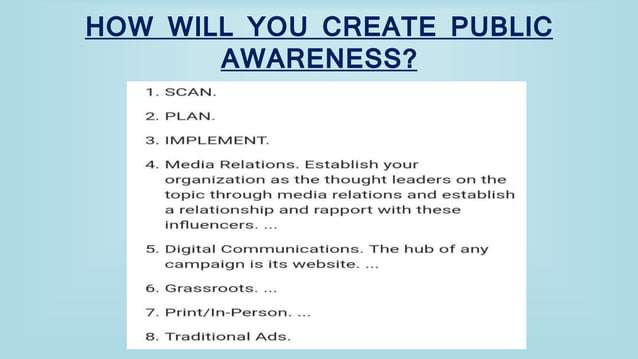 HOW WILL YOU CREATE PUBLIC
AWARENESS?
1. SCAN.
2. PLAN.
3. IMPLEMENT.
4. Media Relations. Establish your
organization as the thought leaders on the
topic through media relations and establish
a relationship and rapport with these
influencers. ...
5. Digital Communications. The hub of any
campaign is its website. ...
6. Grassroots. ...
7. Print/In-Person. ...
8. Traditional Ads.